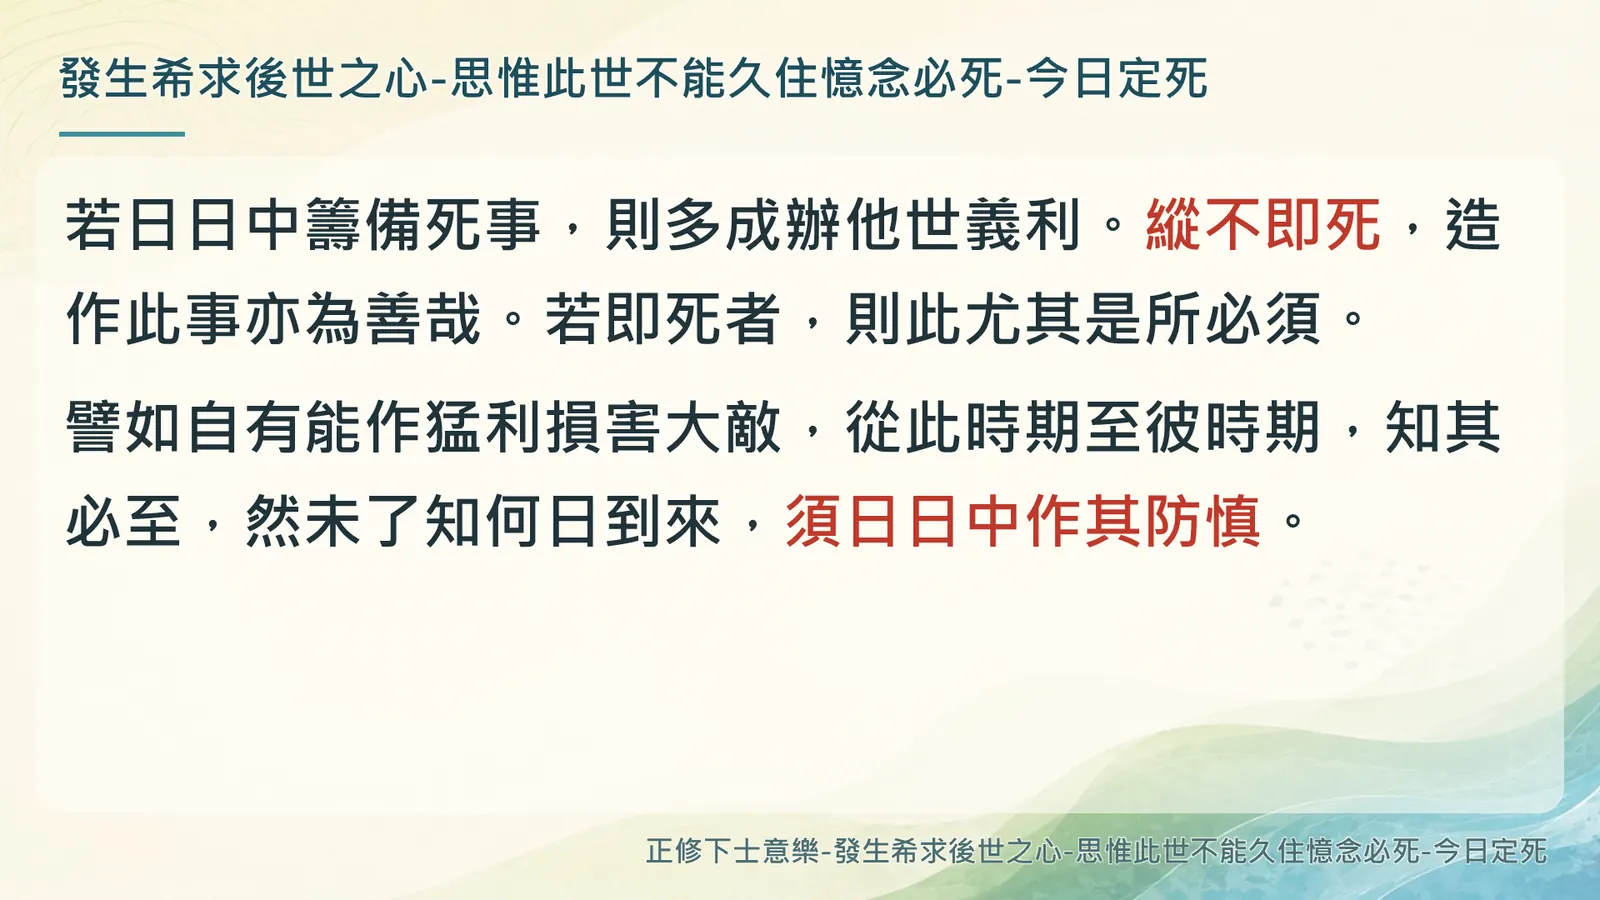 發生希求後世之心-思惟此世不能久住憶念必死-今日定死
若日日中籌備死事，則多成辦他世義利。縱不即死，造
作此事亦為善哉。若即死者，則此尤其是所必須。
譬如自有能作猛利損害大敵，從此時期至彼時期，知其
必至，然未了知何日到來，須日日中作其防慎。
正修下士意樂-發生希求後世之心-思惟此世不能久住憶念必死-今日定死